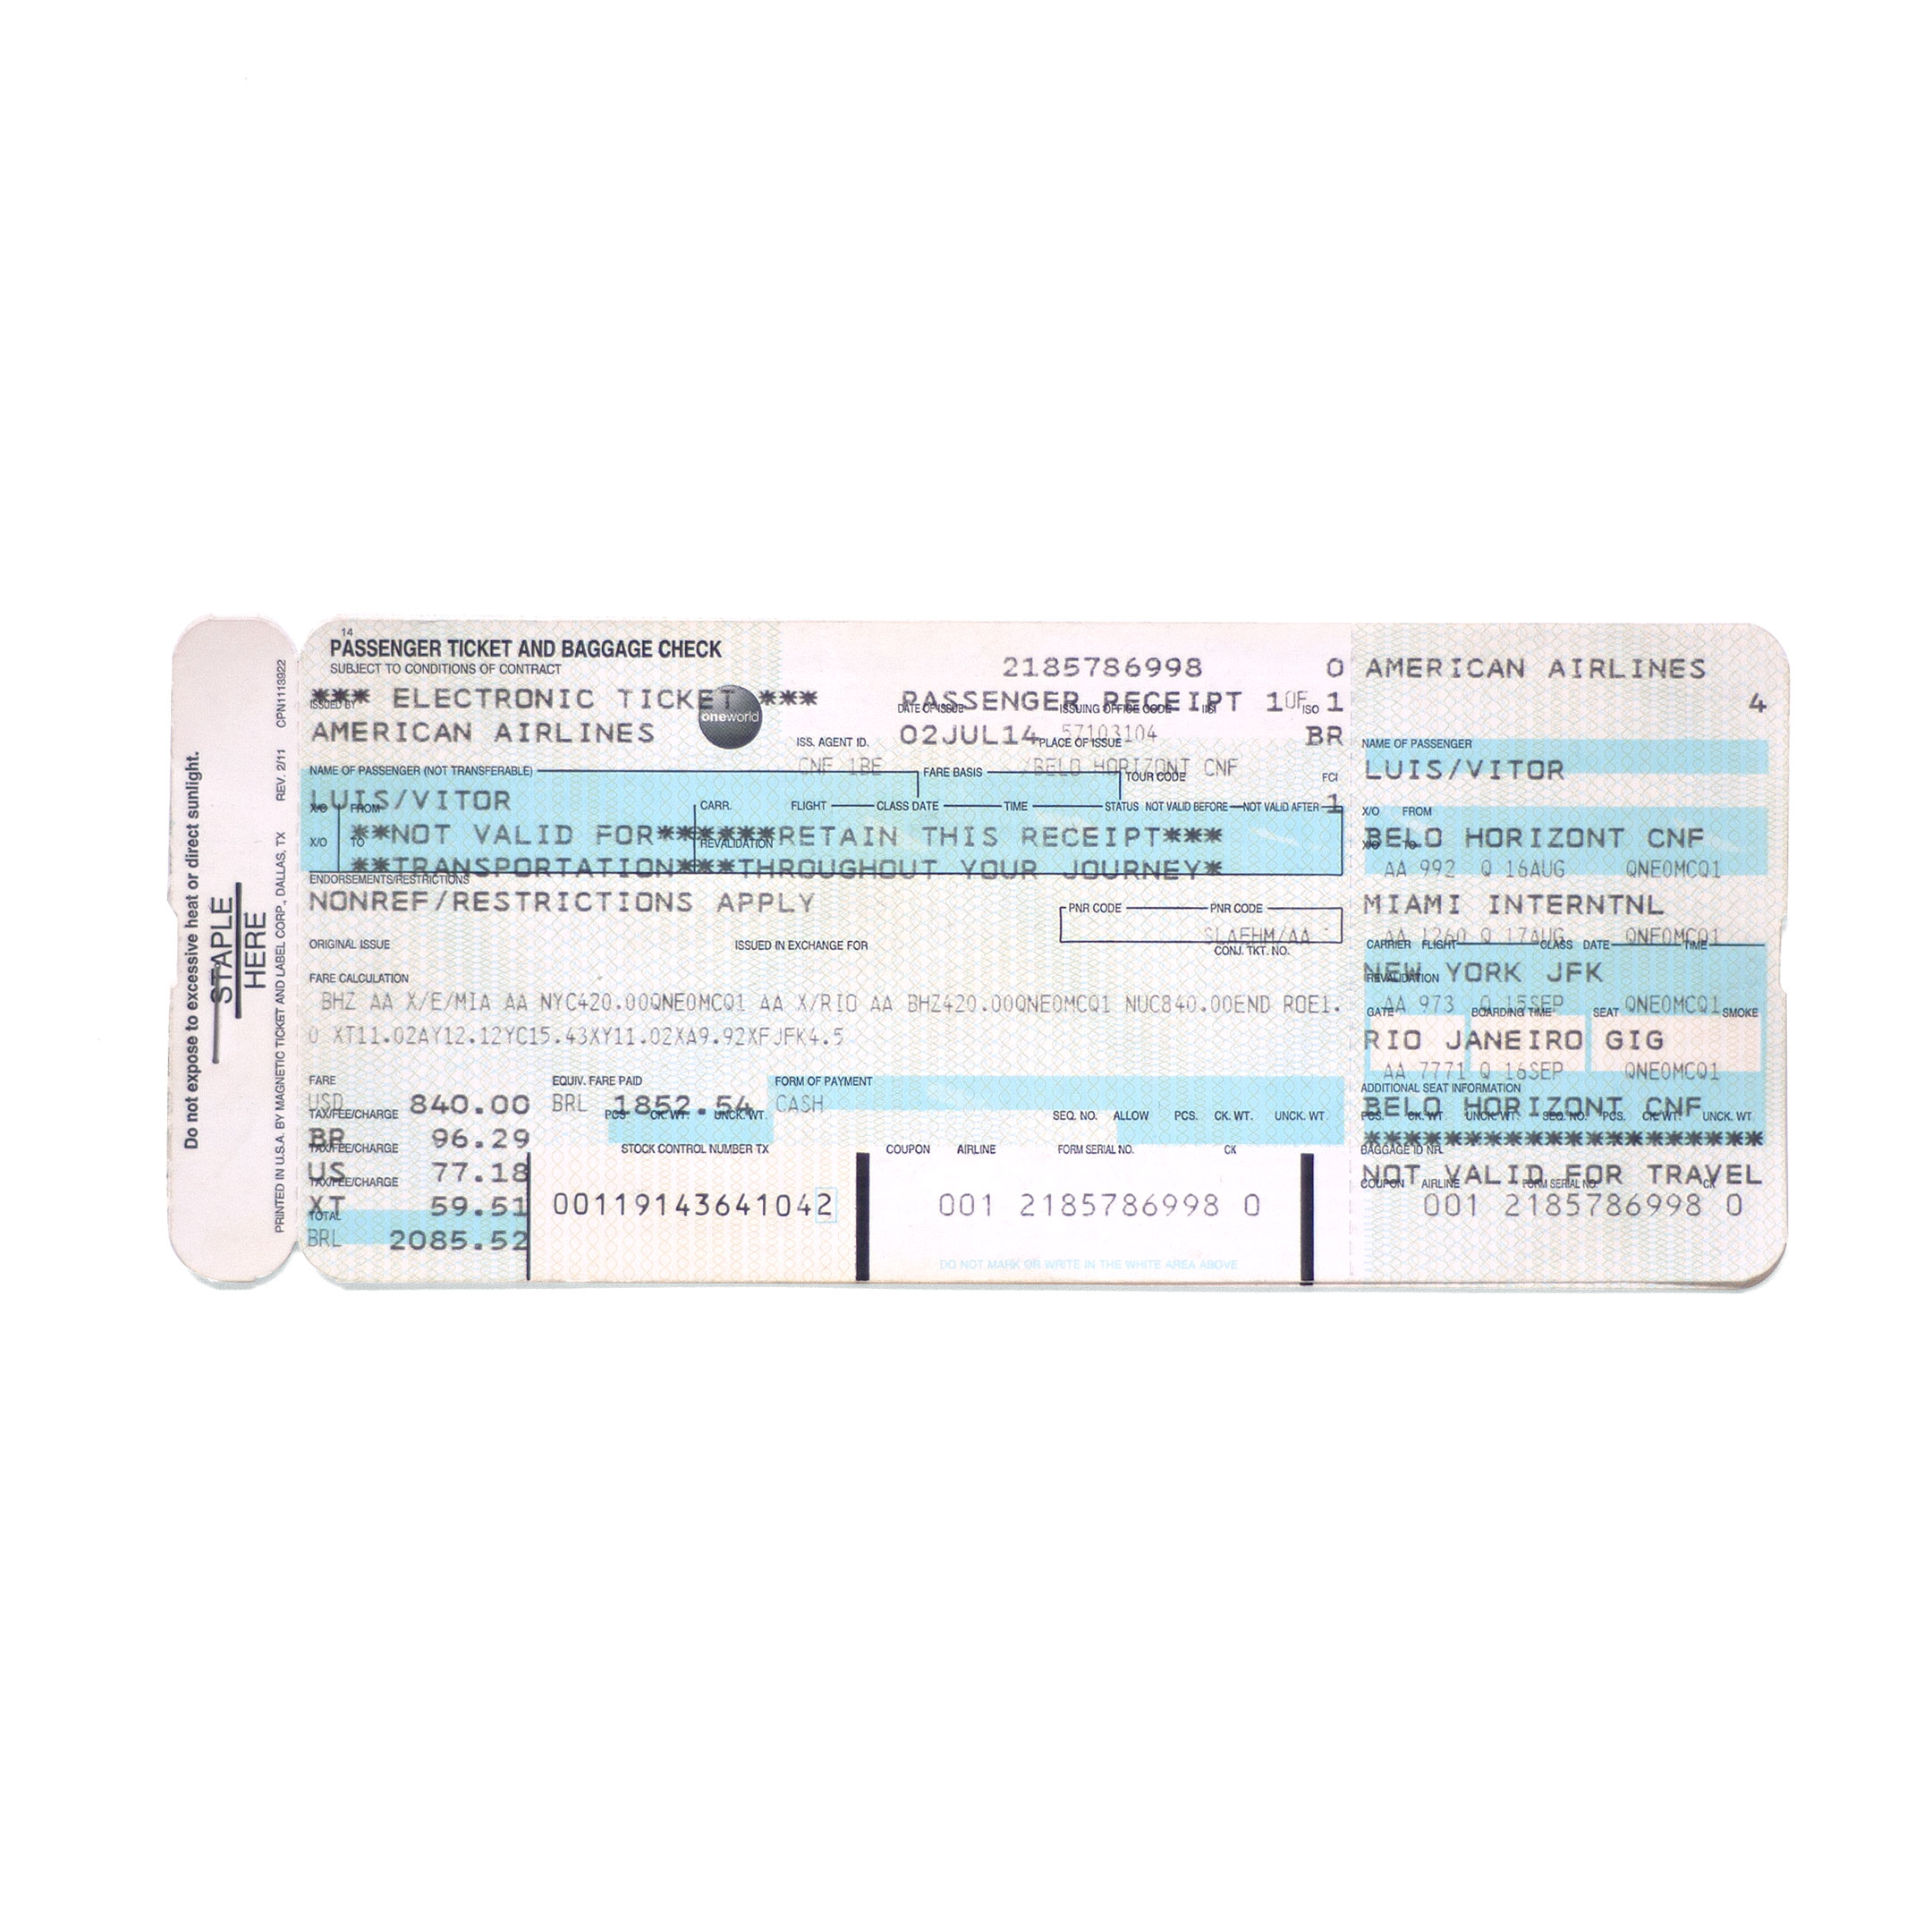 Do not expose to excessive heat or direct sunlight.
STAPLE
HERE
PRINTED IN U.S.A. BY MAGNETIC TICKET AND LABEL CORP., DALLAS, TX REV. 2/11 CPN1113922
14
PASSENGER TICKET AND BAGGAGE CHECK
SUBJECT TO CONDITIONS OF CONTRACT
2185786998 0
*** ELECTRONIC TICKET *** PASSENGER RECEIPT 1 OF 1
ISSUED BY oneworld DATE OF ISSUE ISSUING OFFICE CODE ISO
AMERICAN AIRLINES 02JUL14 57103104 BR
ISS. AGENT ID. PLACE OF ISSUE
CNF 1BE /BELO HORIZONT CNF
NAME OF PASSENGER (NOT TRANSFERABLE) FARE BASIS TOUR CODE FCI
LUIS/VITOR 1
X/O FROM CARR. FLIGHT CLASS DATE TIME STATUS NOT VALID BEFORE NOT VALID AFTER
**NOT VALID FOR******RETAIN THIS RECEIPT***
X/O TO REVALIDATION
**TRANSPORTATION****THROUGHOUT YOUR JOURNEY*
ENDORSEMENTS/RESTRICTIONS
NONREF/RESTRICTIONS APPLY
PNR CODE PNR CODE
SLAEHM/AA
ORIGINAL ISSUE ISSUED IN EXCHANGE FOR CONJ. TKT. NO.
FARE CALCULATION
BHZ AA X/E/MIA AA NYC420.00QNE0MCQ1 AA X/RIO AA BHZ420.00QNE0MCQ1 NUC840.00END ROE1.
0 XT11.02AY12.12YC15.43XY11.02XA9.92XFJFK4.5
FARE EQUIV. FARE PAID FORM OF PAYMENT
USD 840.00 BRL 1852.54 CASH
TAX/FEE/CHARGE PCS CK. WT. UNCK. WT. SEQ. NO. ALLOW PCS. CK. WT. UNCK. WT.
BR 96.29
TAX/FEE/CHARGE STOCK CONTROL NUMBER TX COUPON AIRLINE FORM SERIAL NO. CK
US 77.18
TAX/FEE/CHARGE
XT 59.51 00119143641042 001 2185786998 0
TOTAL
BRL 2085.52
DO NOT MARK OR WRITE IN THE WHITE AREA ABOVE
AMERICAN AIRLINES
4
NAME OF PASSENGER
LUIS/VITOR
X/O FROM
BELO HORIZONT CNF
X/O TO
AA 992 Q 16AUG QNE0MCQ1
MIAMI INTERNTNL
AA 1260 Q 17AUG QNE0MCQ1
CARRIER FLIGHT CLASS DATE TIME
NEW YORK JFK
REVALIDATION
AA 973 Q 15SEP QNE0MCQ1
GATE BOARDING TIME SEAT SMOKE
RIO JANEIRO GIG
AA 7771 Q 16SEP QNE0MCQ1
ADDITIONAL SEAT INFORMATION
BELO HORIZONT CNF
PCS. CK. WT UNCK. WT. SEQ. NO. PCS. CK. WT. UNCK. WT.
************************
BAGGAGE ID NR.
NOT VALID FOR TRAVEL
COUPON AIRLINE FORM SERIAL NO. CK
001 2185786998 0